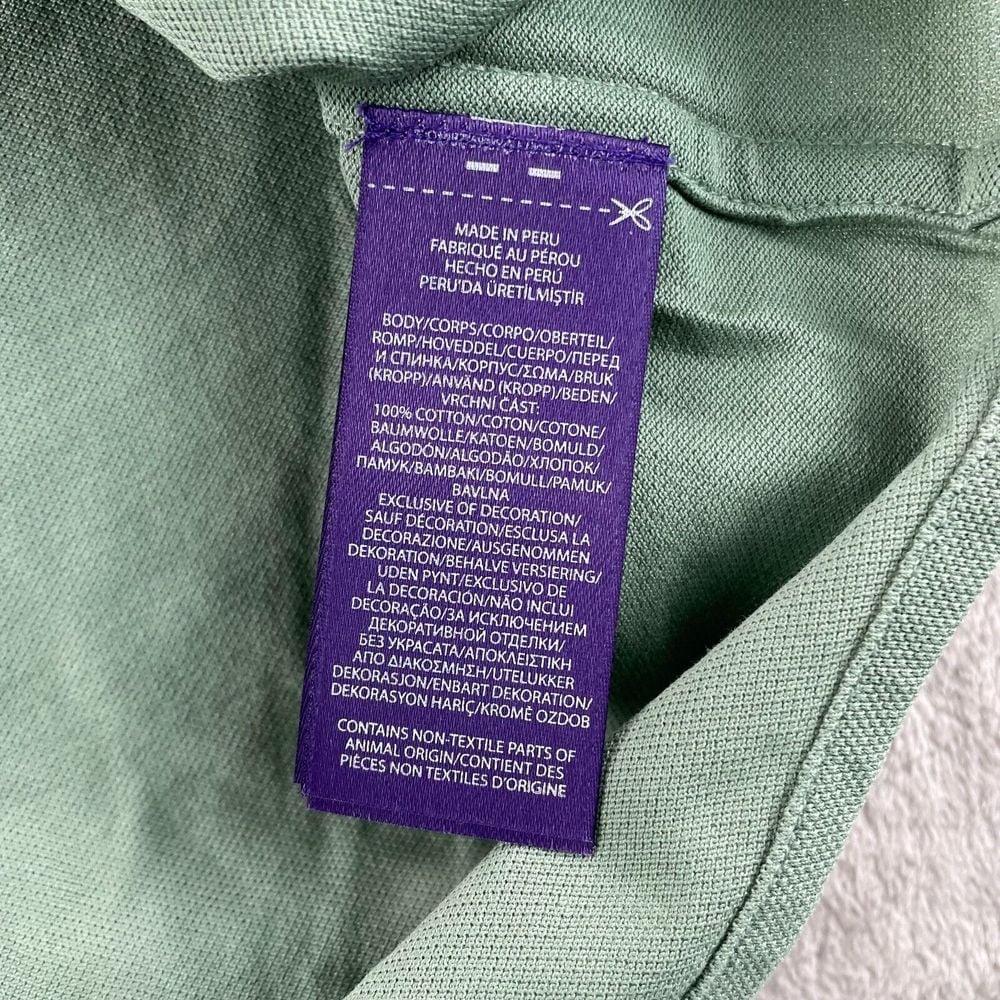 MADE IN PERU
FABRIQUÉ AU PÉROU
HECHO EN PERÚ
PERU'DA ÜRETİLMİŞTİR
BODY/CORPS/CORPO/OBERTEIL/
ROMP/HOVEDDEL/CUERPO/ПЕРЕД
И СПИНКА/КОРПУС/ΣΩΜΑ/BRUK
(KROPP)/ANVÄND (KROPP)/BEDEN/
VRCHNÍ ČÁST:
100% COTTON/COTON/COTONE/
BAUMWOLLE/KATOEN/BOMULD/
ALGODÓN/ALGODÃO/ХЛОПОК/
ПАМУК/BAMBAKI/BOMULL/PAMUK/
BAVLNA
EXCLUSIVE OF DECORATION/
SAUF DÉCORATION/ESCLUSA LA
DECORAZIONE/AUSGENOMMEN
DEKORATION/BEHALVE VERSIERING/
UDEN PYNT/EXCLUSIVO DE
LA DECORACIÓN/NÃO INCLUI
DECORAÇÃO/ЗА ИСКЛЮЧЕНИЕМ
ДЕКОРАТИВНОЙ ОТДЕЛКИ/
БЕЗ УКРАСАТА/ΑΠΟΚΛΕΙΣΤΙΚΗ
ΑΠΟ ΔΙΑΚΟΣΜΗΣΗ/UTELUKKER
DEKORASJON/ENBART DEKORATION/
DEKORASYON HARİÇ/KROMĚ OZDOB
CONTAINS NON-TEXTILE PARTS OF
ANIMAL ORIGIN/CONTIENT DES
PIÈCES NON TEXTILES D'ORIGINE